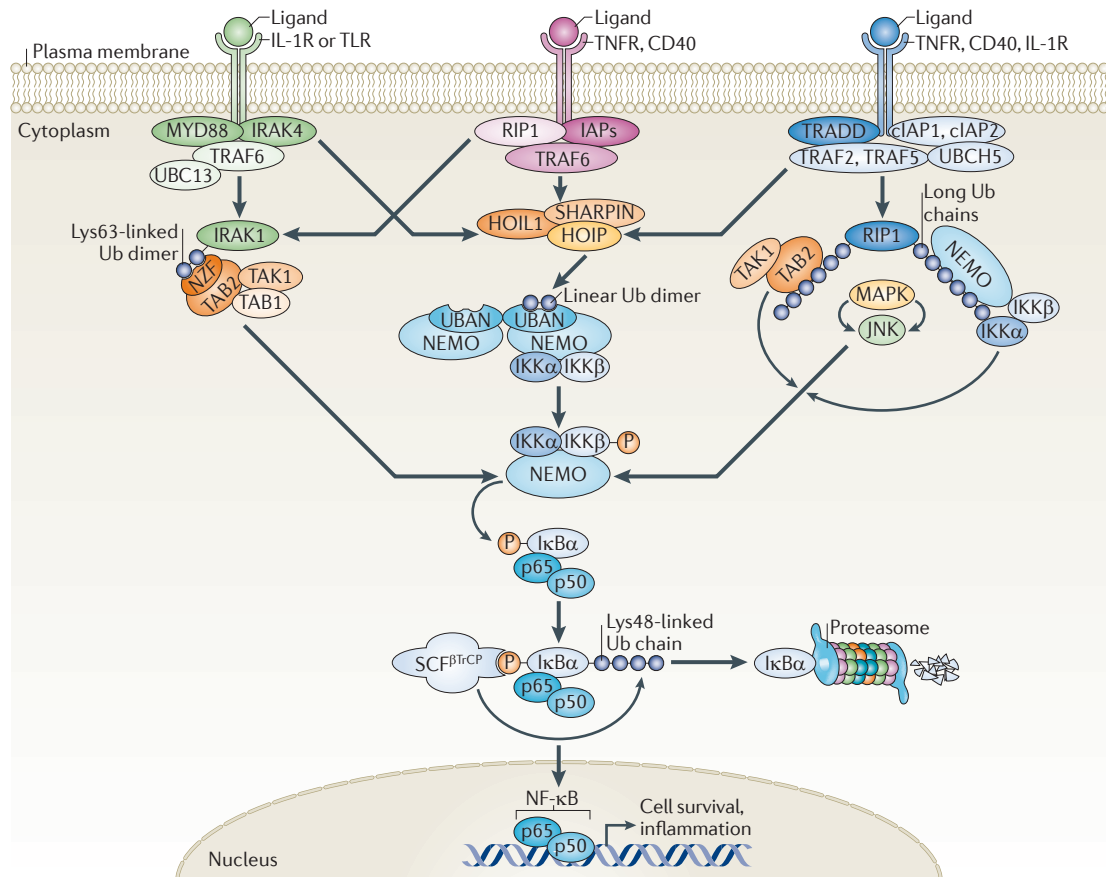 Ligand
IL-1R or TLR
Ligand
TNFR, CD40
Ligand
TNFR, CD40, IL-1R
Plasma membrane
Cytoplasm
MYD88
IRAK4
TRAF6
UBC13
RIP1
IAPs
TRAF6
TRADD
cIAP1, cIAP2
TRAF2, TRAF5
UBCH5
Lys63-linked
Ub dimer
IRAK1
NZF
TAB2
TAK1
TAB1
HOIL1
SHARPIN
HOIP
Long Ub
chains
RIP1
TAK1
TAB2
NEMO
IKKβ
IKKα
MAPK
JNK
Linear Ub dimer
UBAN
NEMO
UBAN
NEMO
IKKα
IKKβ
IKKα
IKKβ
P
NEMO
P
IκBα
p65
p50
Lys48-linked
Ub chain
SCFβTrCP
P
IκBα
p65
p50
Proteasome
IκBα
NF-κB
p65
p50
Cell survival,
inflammation
Nucleus